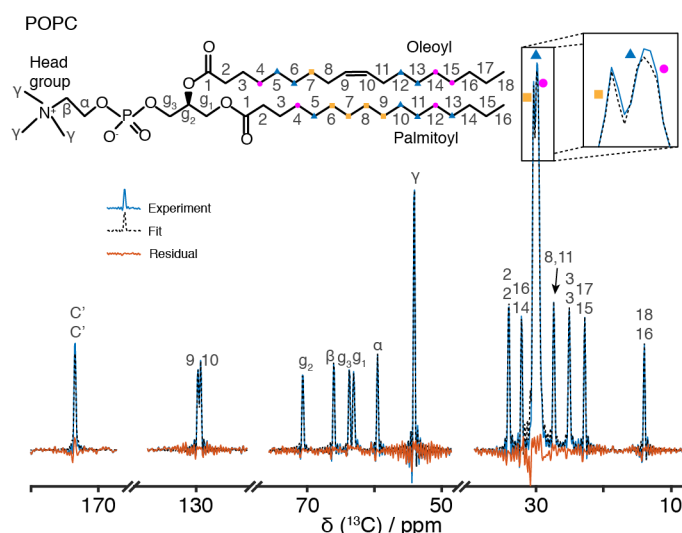 POPC
Oleoyl
Head
group
O
2 4 6 8 11 13 15 17
1 3 5 7 9 10 12 14 16 18
γ
N+
β
α
O
P
O
O-
O
g3
g2
g1
O
O
O
1 3 5 7 9 11 13 15
2 4 6 8 10 12 14 16
γ
γ
Palmitoyl
Experiment
Fit
Residual
C'
C'
9
10
g2
β
g3
g1
α
γ
2
2
16
14
8,11
3
3
17
15
18
16
170
130
70
50
30
10
δ (13C) / ppm